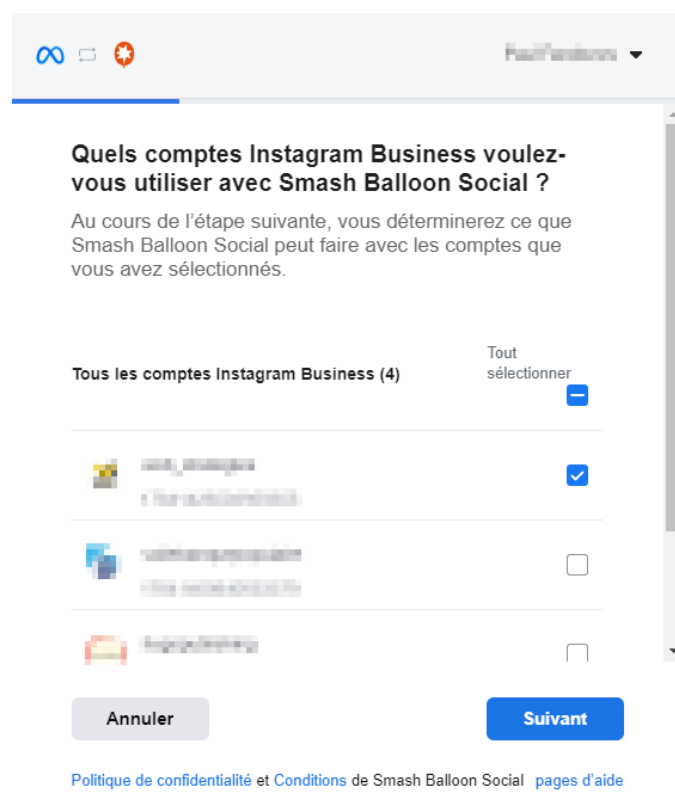 Quels comptes Instagram Business voulez-
vous utiliser avec Smash Balloon Social ?
Au cours de l’étape suivante, vous déterminerez ce que
Smash Balloon Social peut faire avec les comptes que
vous avez sélectionnés.
Tout
sélectionner
Tous les comptes Instagram Business (4)
Annuler
Suivant
Politique de confidentialité et Conditions de Smash Balloon Social pages d’aide